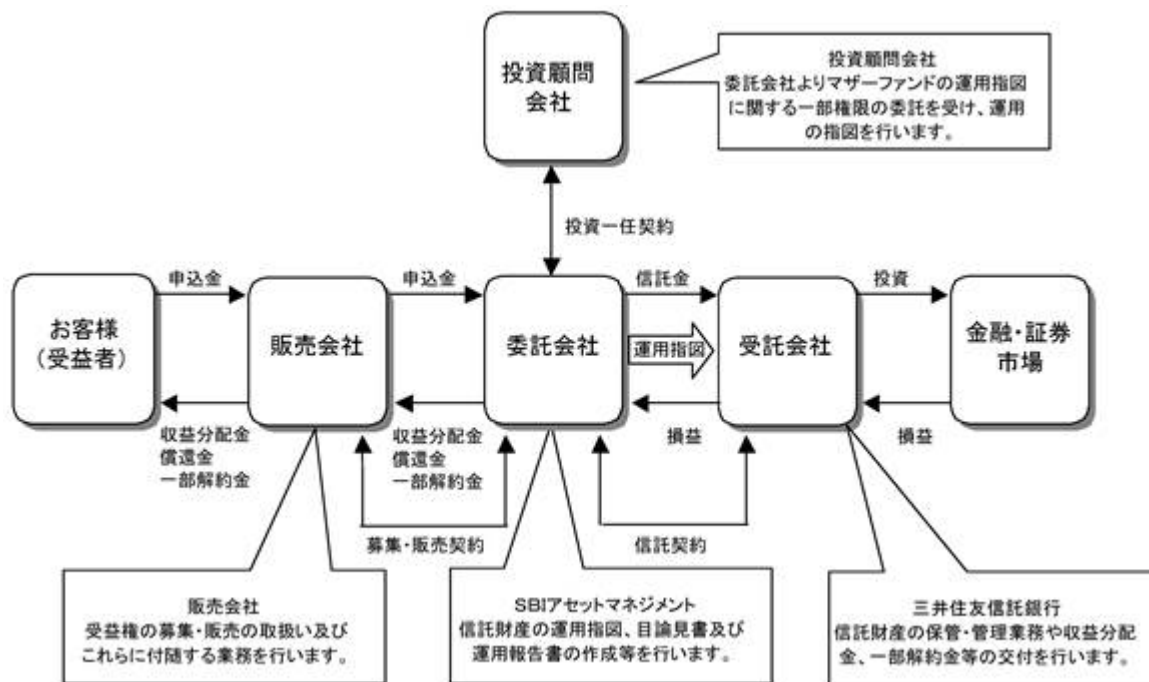 投資顧問
会社
投資顧問会社
委託会社よりマザーファンドの運用指図
に関する一部権限の委託を受け、運用
の指図を行います。
投資一任契約
申込金
申込金
信託金
投資
お客様
（受益者）
販売会社
委託会社
運用指図
受託会社
金融・証券
市場
収益分配金
償還金
一部解約金
収益分配金
償還金
一部解約金
損益
損益
募集・販売契約
信託契約
販売会社
受益権の募集・販売の取扱い及び
これらに付随する業務を行います。
SBIアセットマネジメント
信託財産の運用指図、目論見書及び
運用報告書の作成等を行います。
三井住友信託銀行
信託財産の保管・管理業務や収益分配
金、一部解約金等の交付を行います。